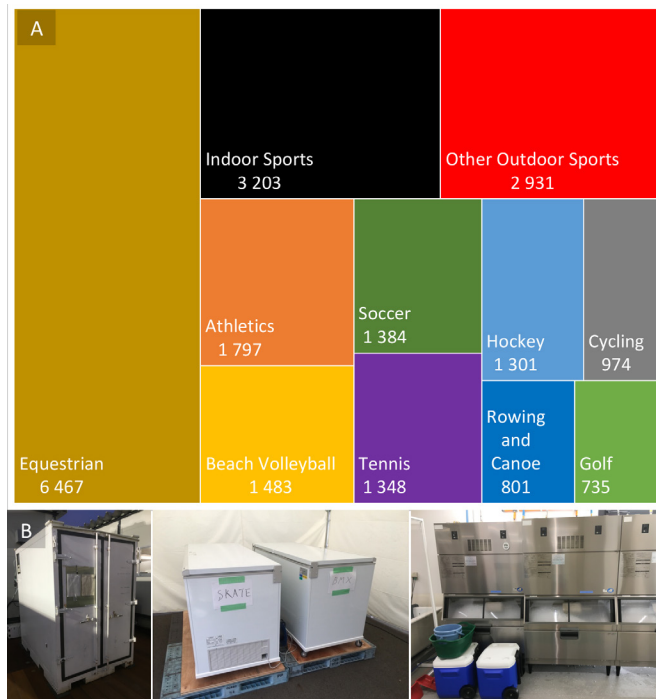 A
Indoor Sports
3 203
Other Outdoor Sports
2 931
Athletics
1 797
Soccer
1 384
Hockey
1 301
Cycling
974
Equestrian
6 467
Beach Volleyball
1 483
Tennis
1 348
Rowing
and
Canoe
801
Golf
735
B
SKATE
BMX